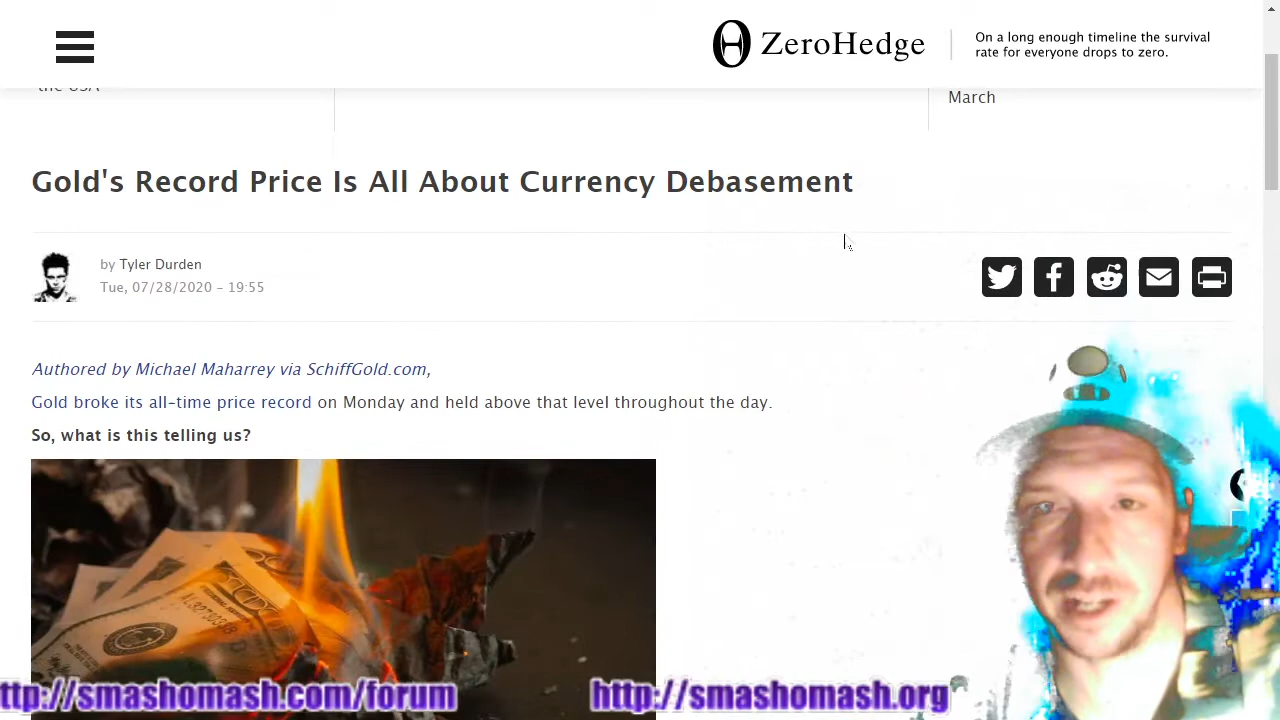 ZeroHedge
On a long enough timeline the survival
rate for everyone drops to zero.
the USA
March
Gold's Record Price Is All About Currency Debasement
by Tyler Durden
Tue, 07/28/2020 - 19:55
Authored by Michael Maharrey via SchiffGold.com,
Gold broke its all-time price record on Monday and held above that level throughout the day.
So, what is this telling us?
ttp://smashomash.com/forum
http://smashomash.org